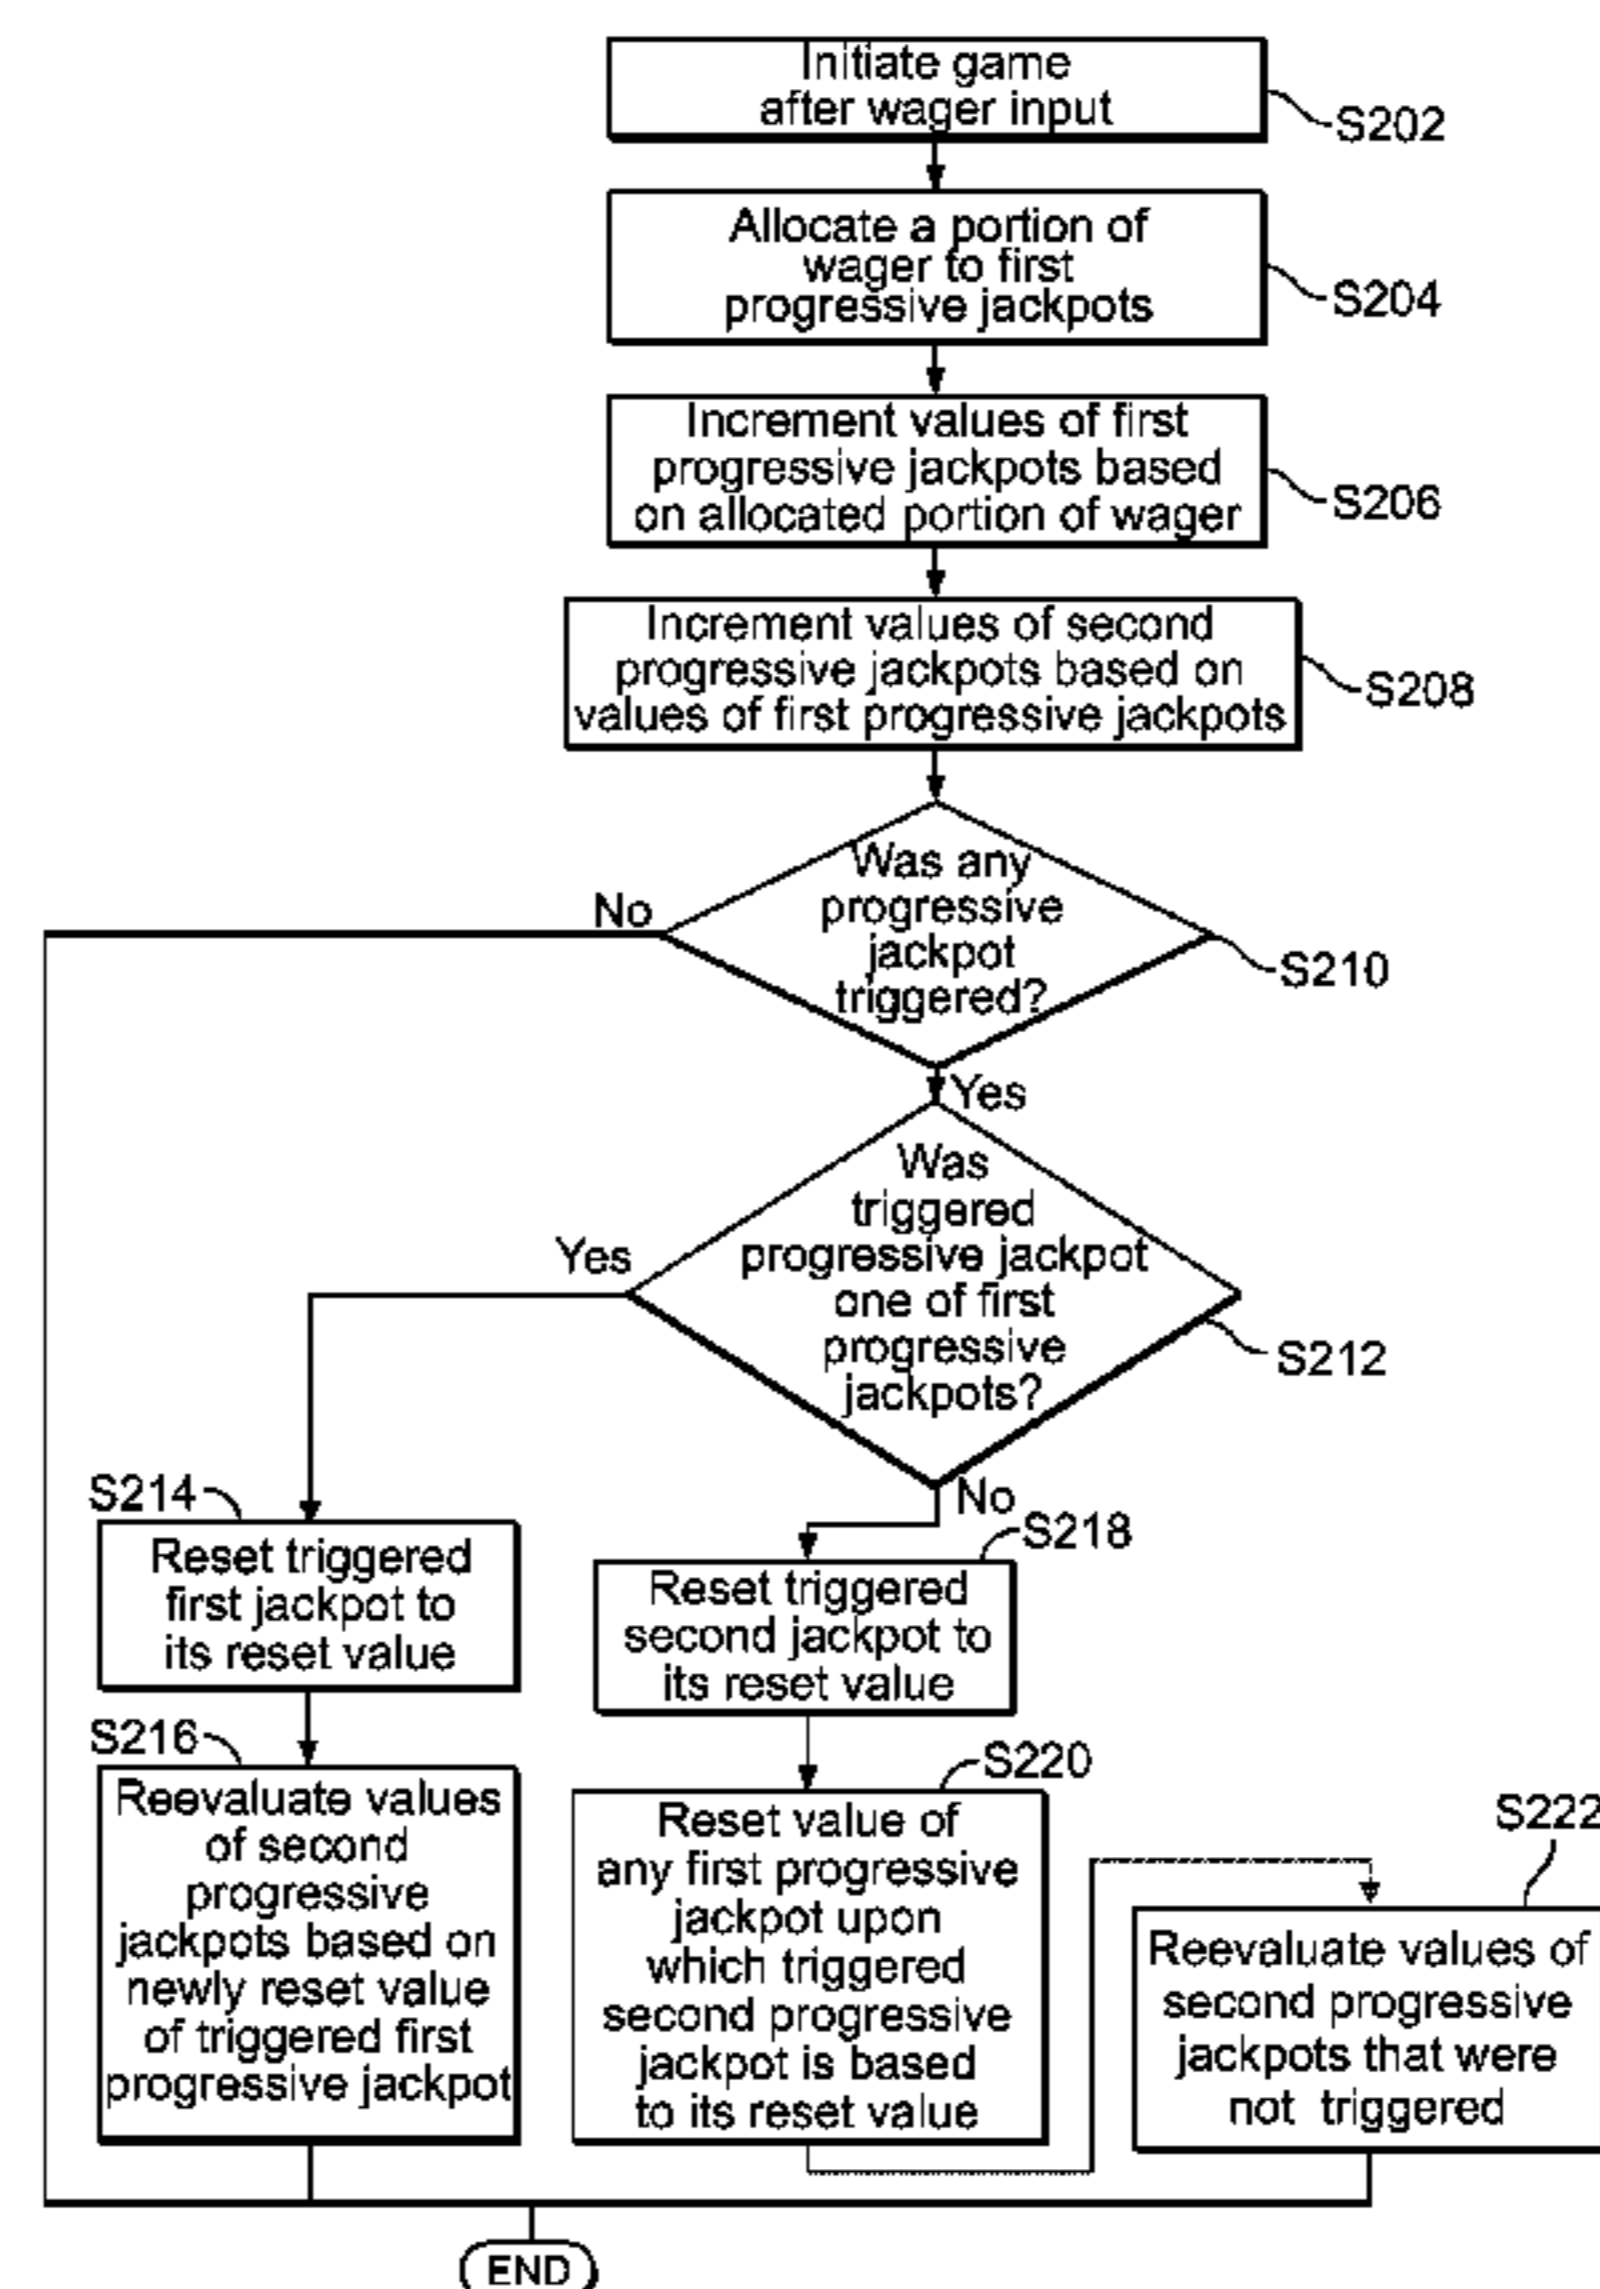 Initiate game
after wager input
S202
Allocate a portion of
wager to first
progressive jackpots
S204
Increment values of first
progressive jackpots based
on allocated portion of wager
S206
Increment values of second
progressive jackpots based on
values of first progressive jackpots
S208
Was any
progressive
jackpot
triggered?
No
S210
Yes
Was
triggered
progressive jackpot
one of first
progressive
jackpots?
Yes
S212
No
S214
Reset triggered
first jackpot to
its reset value
S218
Reset triggered
second jackpot to
its reset value
S216
Reevaluate values
of second
progressive
jackpots based on
newly reset value
of triggered first
progressive jackpot
S220
Reset value of
any first progressive
jackpot upon
which triggered
second progressive
jackpot is based
to its reset value
S222
Reevaluate values of
second progressive
jackpots that were
not triggered
END